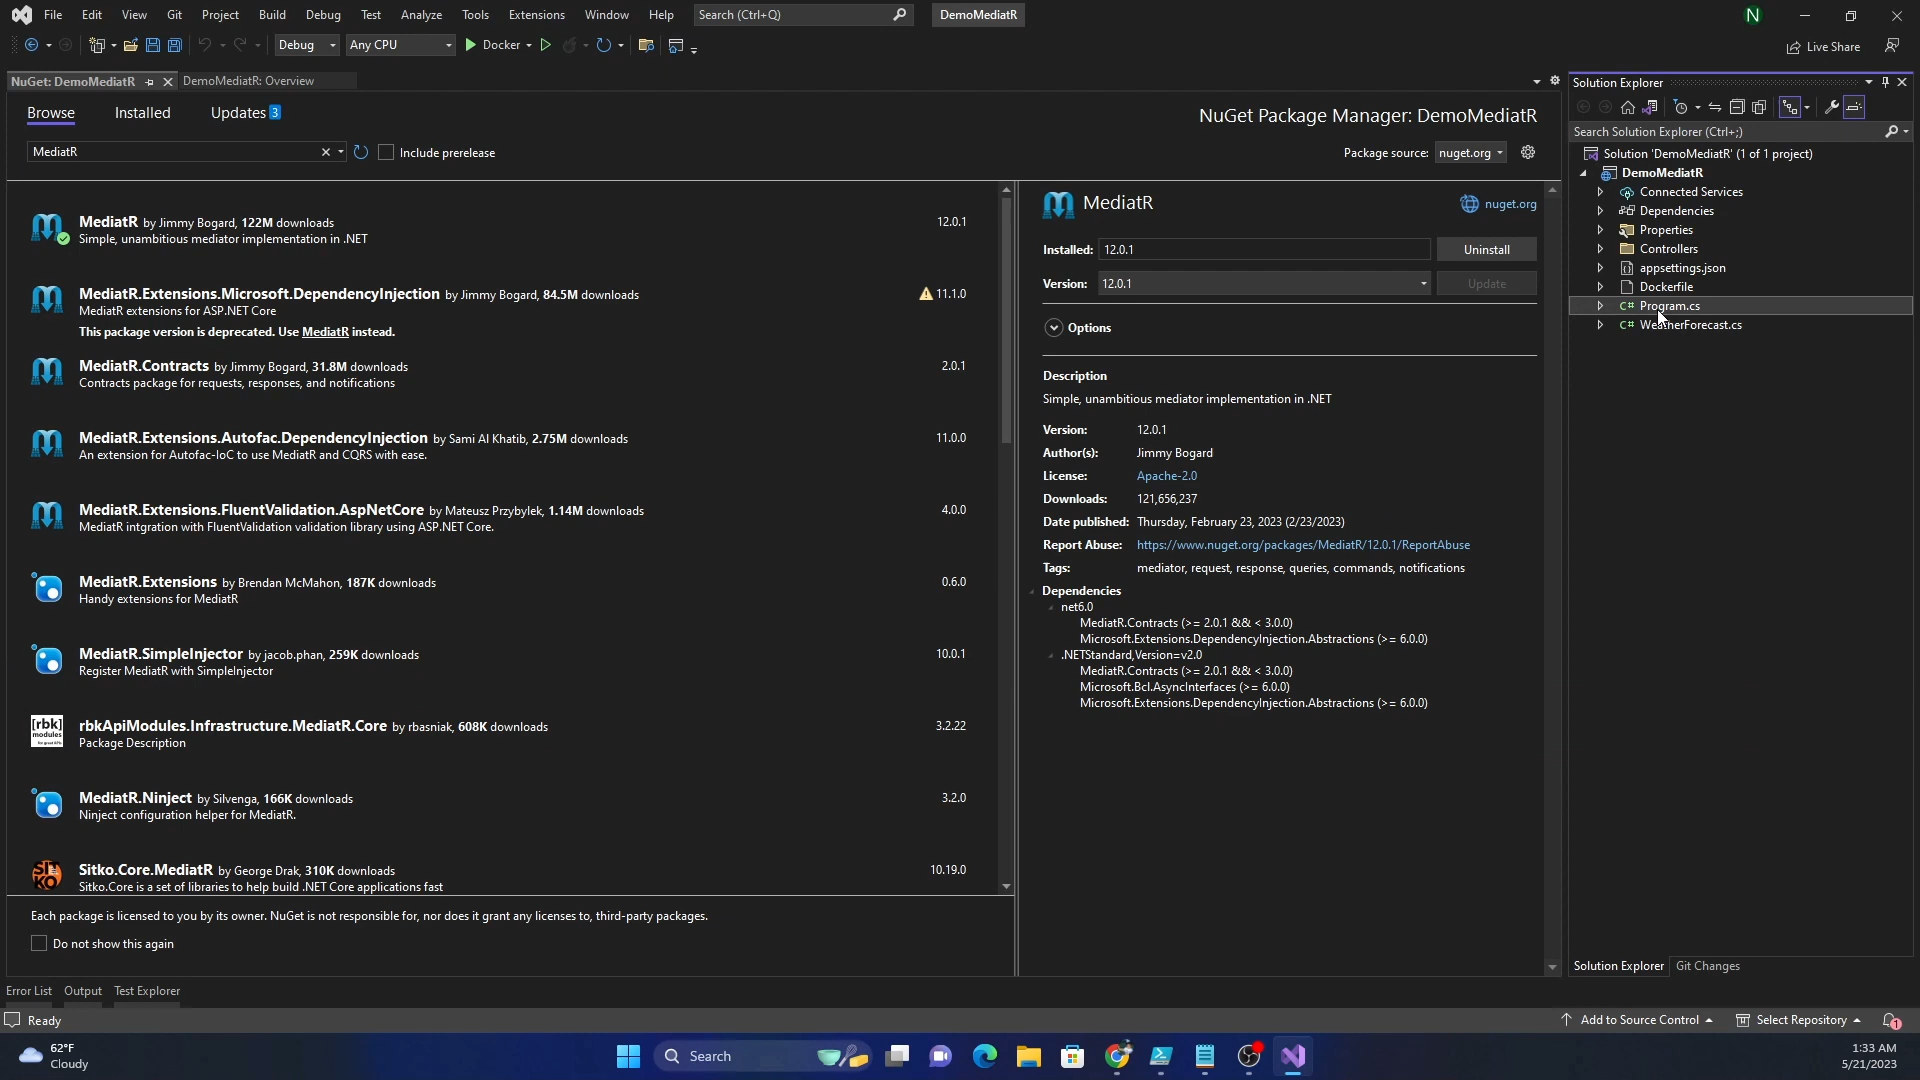 File Edit View Git Project Build Debug Test Analyze Tools Extensions Window Help Search (Ctrl+Q) DemoMediatR N
Debug Any CPU Docker Live Share
NuGet: DemoMediatR DemoMediatR: Overview
Browse Installed Updates 3
NuGet Package Manager: DemoMediatR
MediatR Include prerelease Package source: nuget.org
MediatR by Jimmy Bogard, 122M downloads 12.0.1
Simple, unambitious mediator implementation in .NET
MediatR.Extensions.Microsoft.DependencyInjection by Jimmy Bogard, 84.5M downloads 11.1.0
MediatR extensions for ASP.NET Core
This package version is deprecated. Use MediatR instead.
MediatR.Contracts by Jimmy Bogard, 31.8M downloads 2.0.1
Contracts package for requests, responses, and notifications
MediatR.Extensions.Autofac.DependencyInjection by Sami Al Khatib, 2.75M downloads 11.0.0
An extension for Autofac-IoC to use MediatR and CQRS with ease.
MediatR.Extensions.FluentValidation.AspNetCore by Mateusz Przybylek, 1.14M downloads 4.0.0
MediatR intgration with FluentValidation validation library using ASP.NET Core.
MediatR.Extensions by Brendan McMahon, 187K downloads 0.6.0
Handy extensions for MediatR
MediatR.SimpleInjector by jacob.phan, 259K downloads 10.0.1
Register MediatR with SimpleInjector
[rbk]
modules
rbkApiModules.Infrastructure.MediatR.Core by rbasniak, 608K downloads 3.2.22
Package Description
MediatR.Ninject by Silvenga, 166K downloads 3.2.0
Ninject configuration helper for MediatR.
Sitko.Core.MediatR by George Drak, 310K downloads 10.19.0
Sitko.Core is a set of libraries to help build .NET Core applications fast
Each package is licensed to you by its owner. NuGet is not responsible for, nor does it grant any licenses to, third-party packages.
Do not show this again
MediatR nuget.org
Installed: 12.0.1 Uninstall
Version: 12.0.1 Update
Options
Description
Simple, unambitious mediator implementation in .NET
Version: 12.0.1
Author(s): Jimmy Bogard
License: Apache-2.0
Downloads: 121,656,237
Date published: Thursday, February 23, 2023 (2/23/2023)
Report Abuse: https://www.nuget.org/packages/MediatR/12.0.1/ReportAbuse
Tags: mediator, request, response, queries, commands, notifications
Dependencies
net6.0
MediatR.Contracts (>= 2.0.1 && < 3.0.0)
Microsoft.Extensions.DependencyInjection.Abstractions (>= 6.0.0)
.NETStandard,Version=v2.0
MediatR.Contracts (>= 2.0.1 && < 3.0.0)
Microsoft.Bcl.AsyncInterfaces (>= 6.0.0)
Microsoft.Extensions.DependencyInjection.Abstractions (>= 6.0.0)
Solution Explorer
Search Solution Explorer (Ctrl+;)
Solution 'DemoMediatR' (1 of 1 project)
DemoMediatR
Connected Services
Dependencies
Properties
Controllers
appsettings.json
Dockerfile
C# Program.cs
C# WeatherForecast.cs
Solution Explorer Git Changes
Error List Output Test Explorer
Ready Add to Source Control Select Repository 1
62°F
Cloudy
Search
1:33 AM
5/21/2023